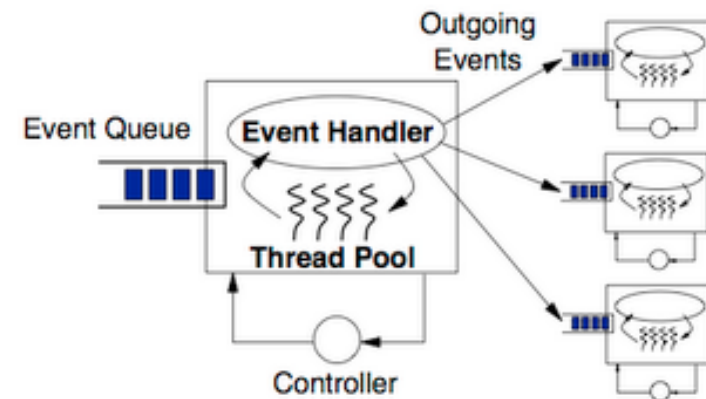 Outgoing
Events
Event Queue
Event Handler
Thread Pool
Controller